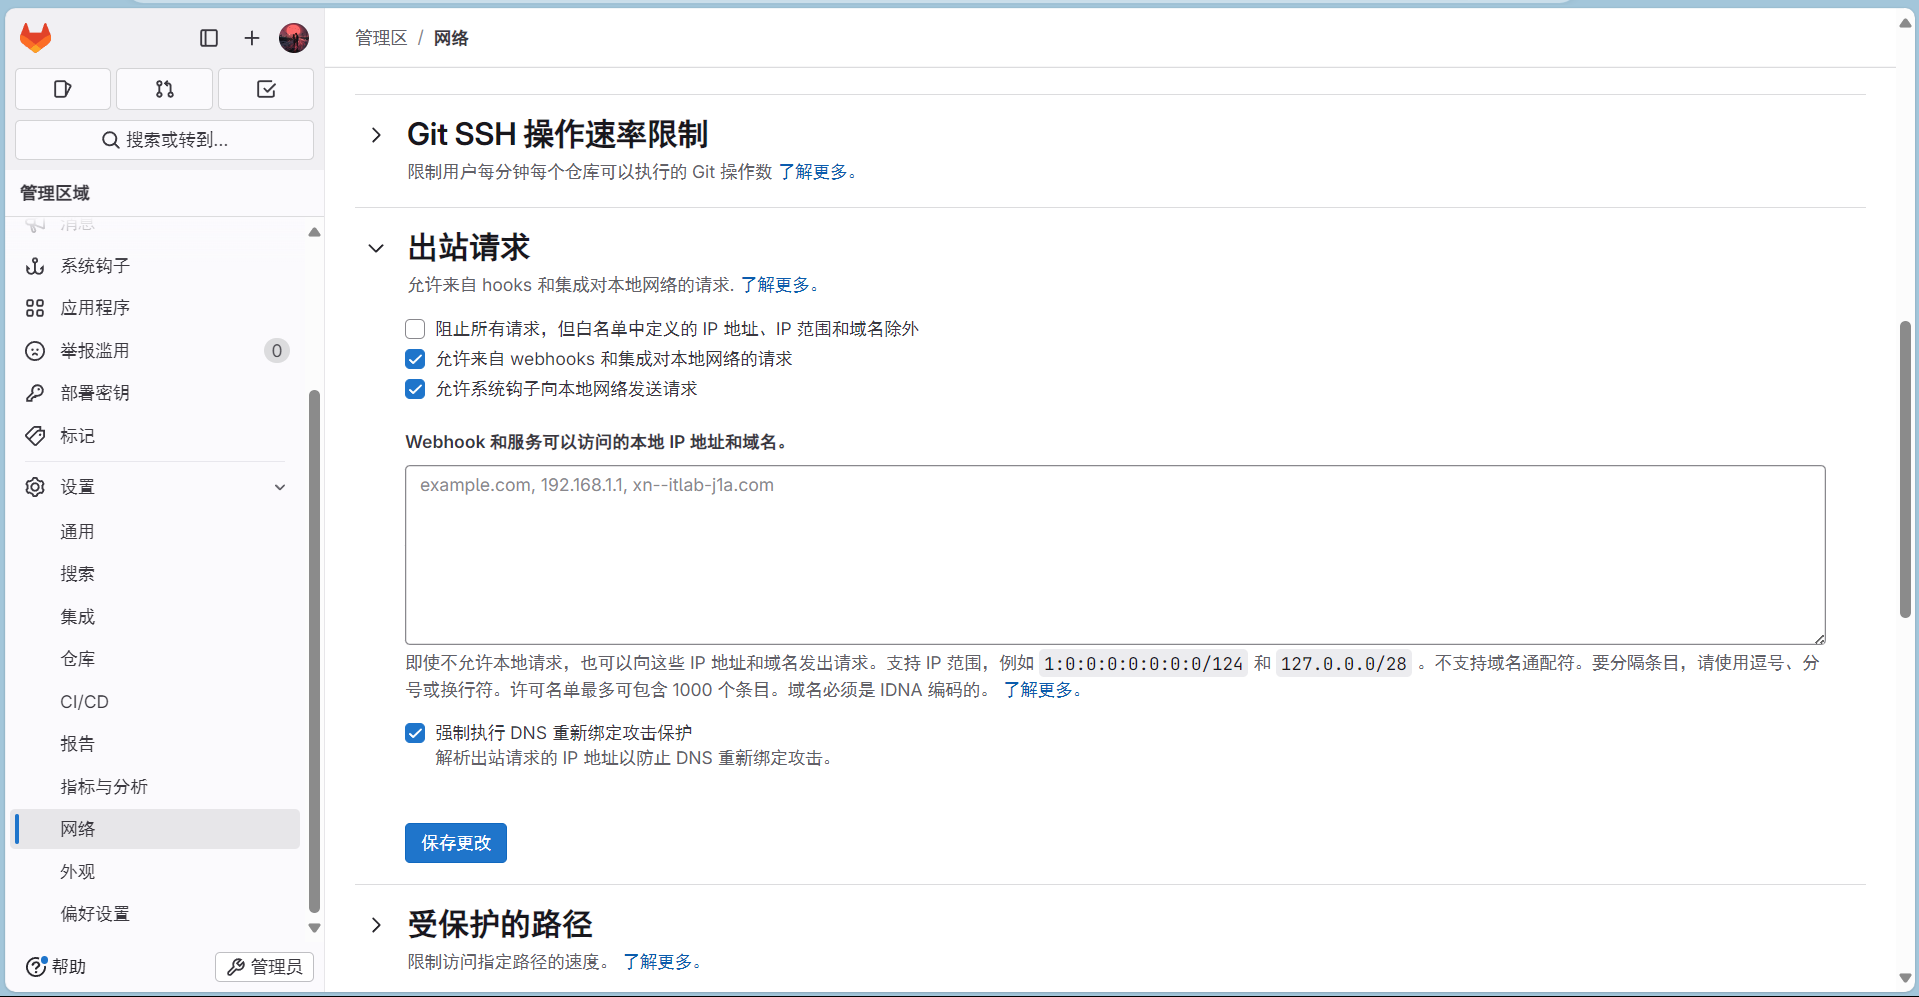 搜索或转到...
管理区域
消息
系统钩子
应用程序
举报滥用 0
部署密钥
标记
设置
通用
搜索
集成
仓库
CI/CD
报告
指标与分析
网络
外观
偏好设置
帮助
管理员
管理区 / 网络
Git SSH 操作速率限制
限制用户每分钟每个仓库可以执行的 Git 操作数 了解更多。
出站请求
允许来自 hooks 和集成对本地网络的请求. 了解更多。
阻止所有请求，但白名单中定义的 IP 地址、IP 范围和域名除外
允许来自 webhooks 和集成对本地网络的请求
允许系统钩子向本地网络发送请求
Webhook 和服务可以访问的本地 IP 地址和域名。
example.com, 192.168.1.1, xn--itlab-j1a.com
即使不允许本地请求，也可以向这些 IP 地址和域名发出请求。支持 IP 范围，例如 1:0:0:0:0:0:0:0/124 和 127.0.0.0/28 。不支持域名通配符。要分隔条目，请使用逗号、分
号或换行符。许可名单最多可包含 1000 个条目。域名必须是 IDNA 编码的。 了解更多。
强制执行 DNS 重新绑定攻击保护
解析出站请求的 IP 地址以防止 DNS 重新绑定攻击。
保存更改
受保护的路径
限制访问指定路径的速度。 了解更多。